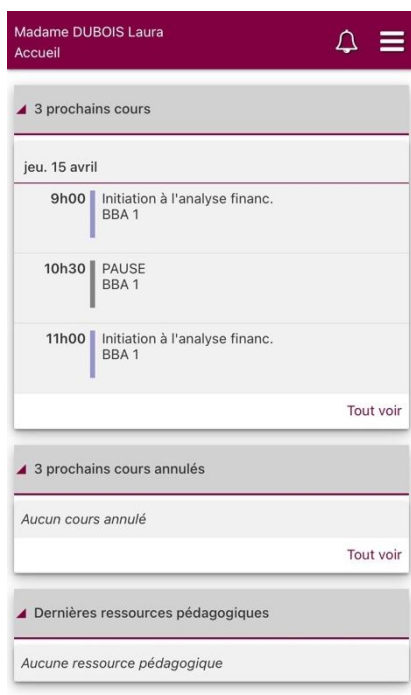 Madame DUBOIS Laura
Accueil
3 prochains cours
jeu. 15 avril
9h00 Initiation à l'analyse financ.
BBA 1
10h30 PAUSE
BBA 1
11h00 Initiation à l'analyse financ.
BBA 1
Tout voir
3 prochains cours annulés
Aucun cours annulé
Tout voir
Dernières ressources pédagogiques
Aucune ressource pédagogique